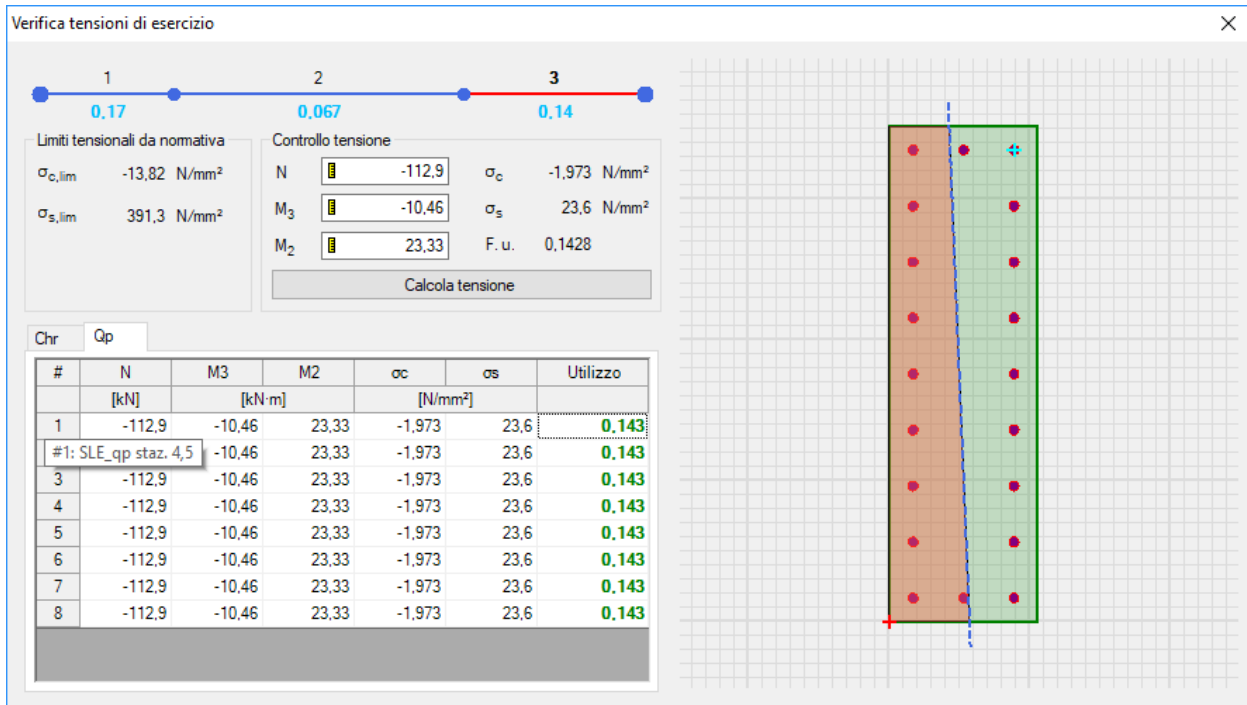 Verifica tensioni di esercizio
1 2 3
0,17 0,067 0,14
Limiti tensionali da normativa
σc,lim -13,82 N/mm²
σs,lim 391,3 N/mm²
Controllo tensione
N -112,9 σc -1,973 N/mm²
M3 -10,46 σs 23,6 N/mm²
M2 23,33 F. u. 0,1428
Calcola tensione
Chr Qp
# N M3 M2 σc σs Utilizzo
[kN] [kN·m] [N/mm²]
1 -112,9 -10,46 23,33 -1,973 23,6 0,143
#1: SLE_qp staz. 4,5 -10,46 23,33 -1,973 23,6 0,143
3 -112,9 -10,46 23,33 -1,973 23,6 0,143
4 -112,9 -10,46 23,33 -1,973 23,6 0,143
5 -112,9 -10,46 23,33 -1,973 23,6 0,143
6 -112,9 -10,46 23,33 -1,973 23,6 0,143
7 -112,9 -10,46 23,33 -1,973 23,6 0,143
8 -112,9 -10,46 23,33 -1,973 23,6 0,143